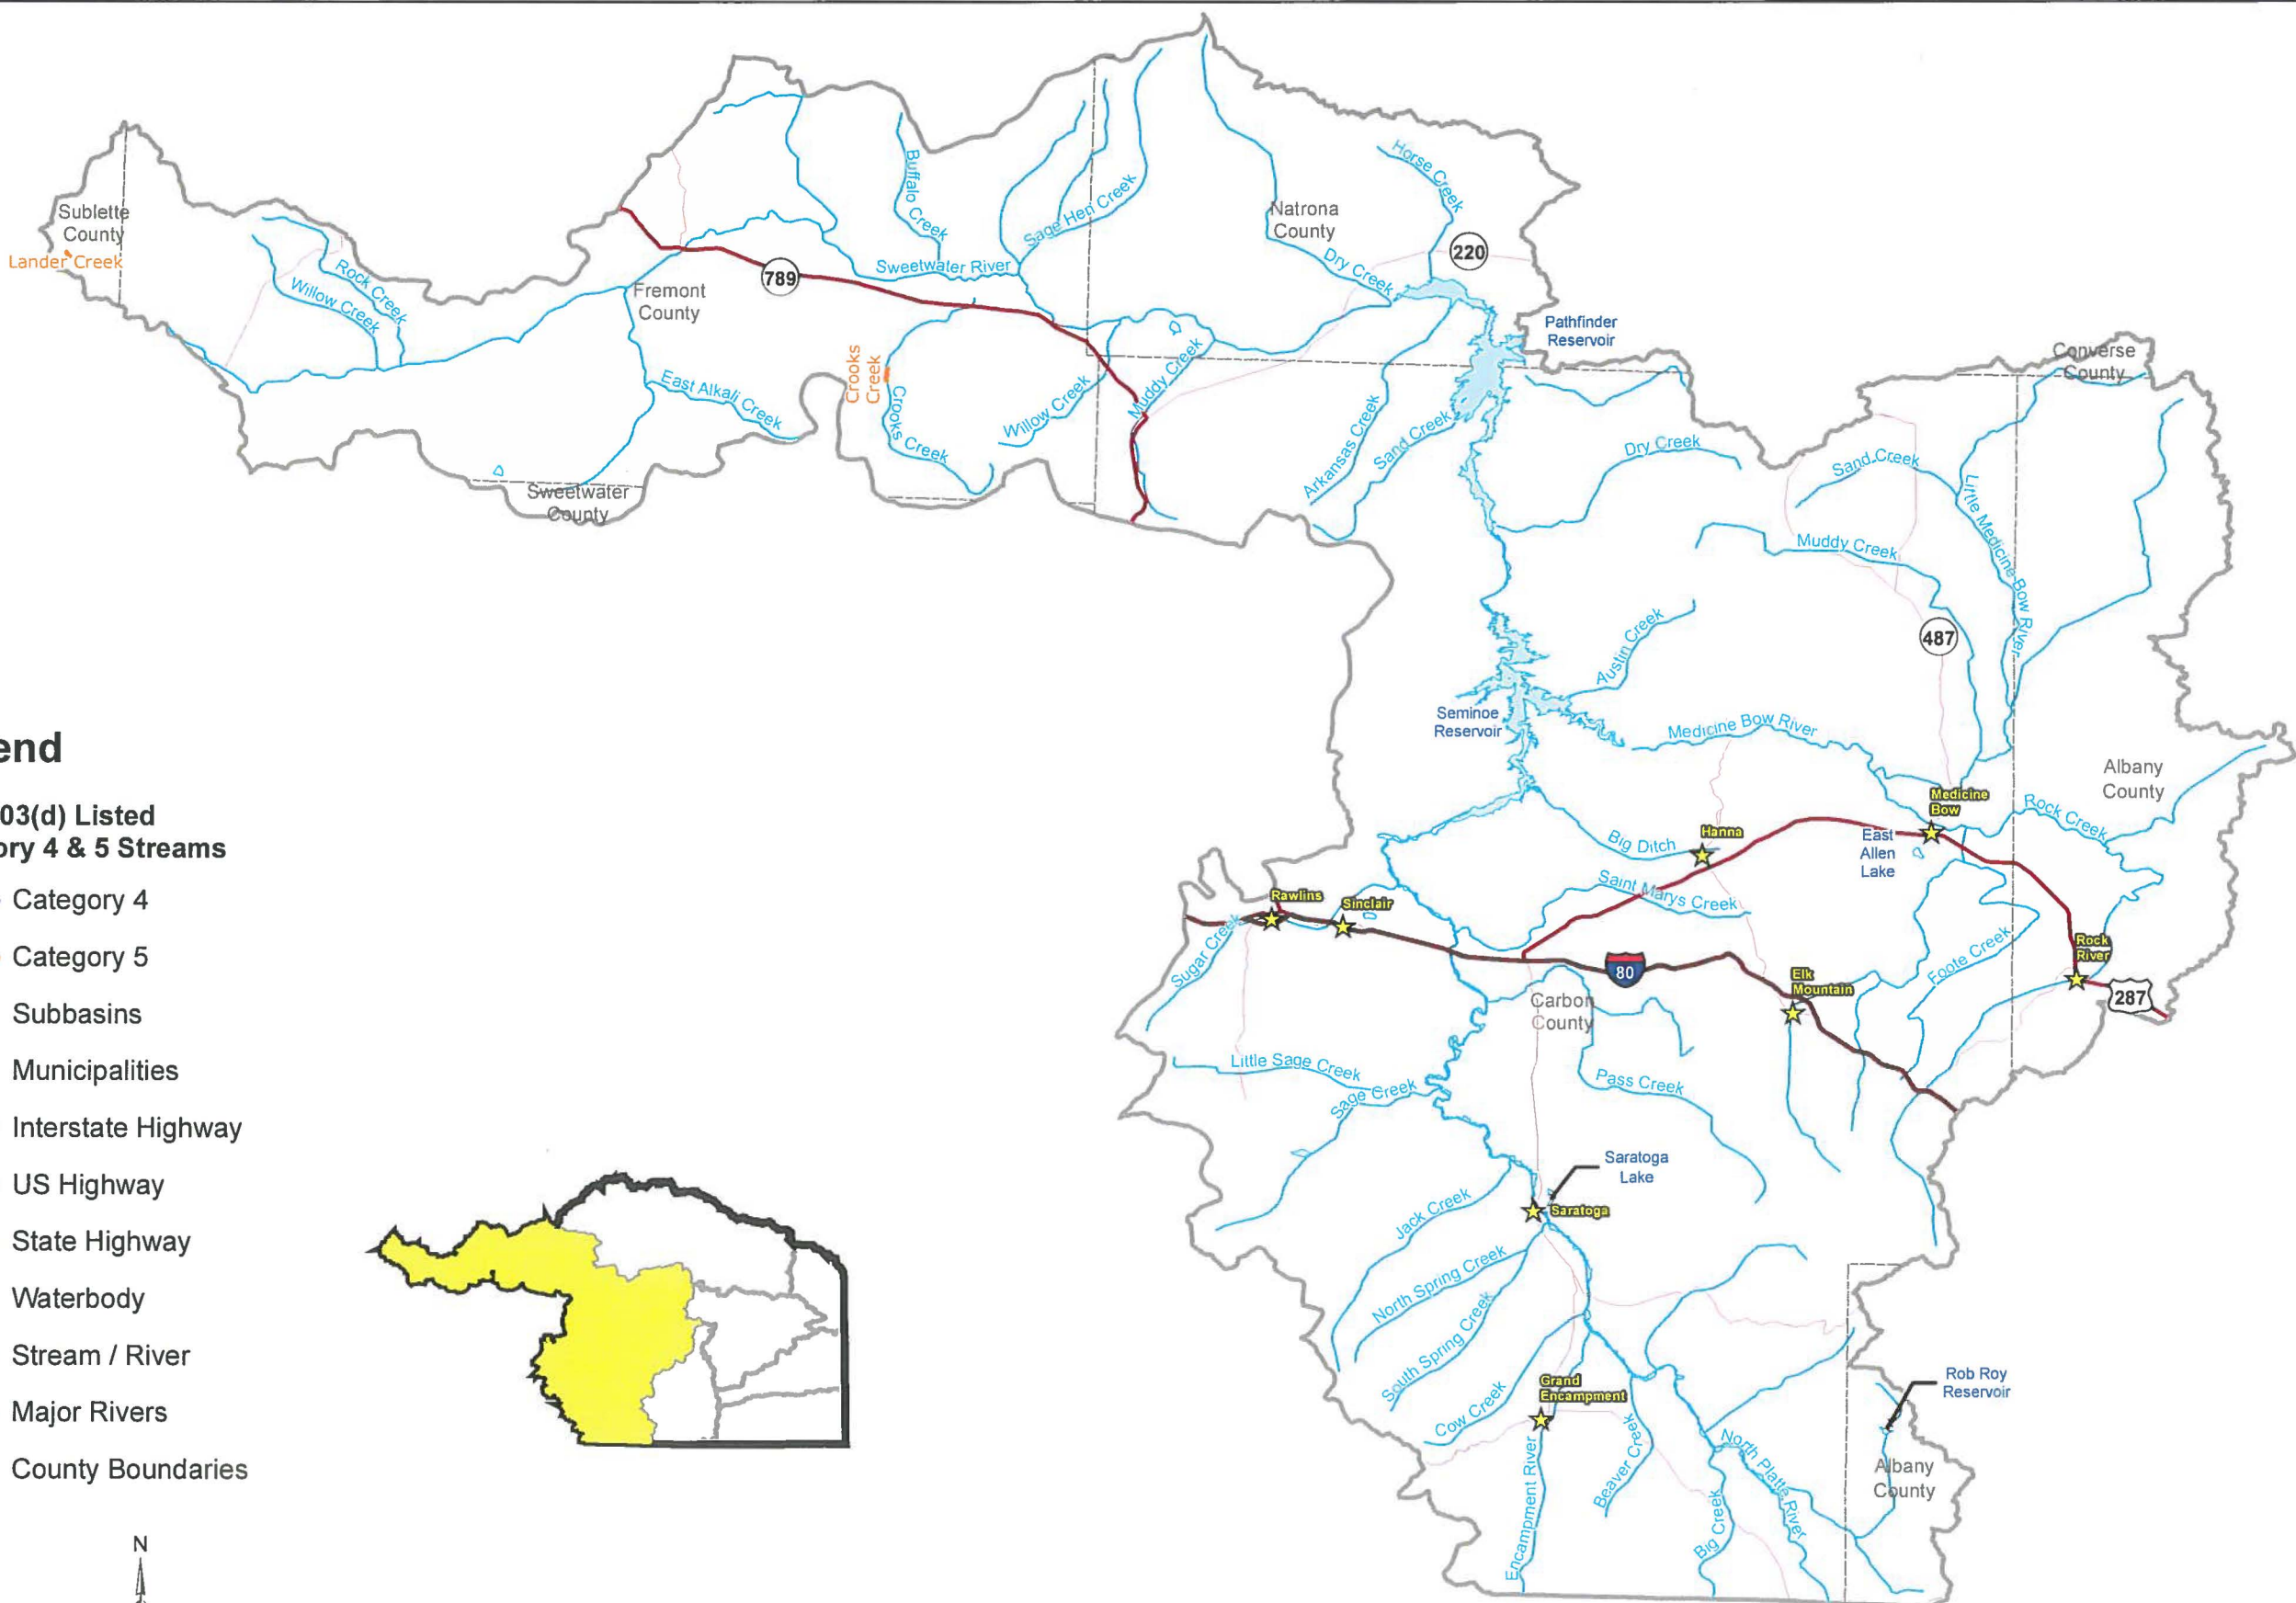 Sublette
County
Lander Creek
Rock Creek
Willow Creek
Buffalo Creek
Sage Hen Creek
Sweetwater River
789
Fremont
County
Natrona
County
Horse Creek
220
Dry Creek
Pathfinder
Reservoir
Crooks
Creek
Crooks Creek
East Alkali Creek
Willow Creek
Muddy Creek
Sweetwater
County
Arkansas Creek
Sand Creek
Converse
County
Dry Creek
Sand Creek
Little Medicine Bow River
Muddy Creek
487
Austin Creek
Seminoe
Reservoir
Medicine Bow River
Albany
County
Medicine
Bow
Rock Creek
Hanna
Big Ditch
East
Allen
Lake
Saint Marys Creek
Rawlins
Sinclair
Sugar Creek
80
Rock
River
Foote Creek
Elk
Mountain
287
Carbon
County
Little Sage Creek
Sage Creek
Pass Creek
Saratoga
Lake
Saratoga
Jack Creek
North Spring Creek
South Spring Creek
Cow Creek
Grand
Encampment
Encampment River
Beaver Creek
Big Creek
North Platte River
Rob Roy
Reservoir
Albany
County
end
03(d) Listed
ory 4 & 5 Streams
Category 4
Category 5
Subbasins
Municipalities
Interstate Highway
US Highway
State Highway
Waterbody
Stream / River
Major Rivers
County Boundaries
N